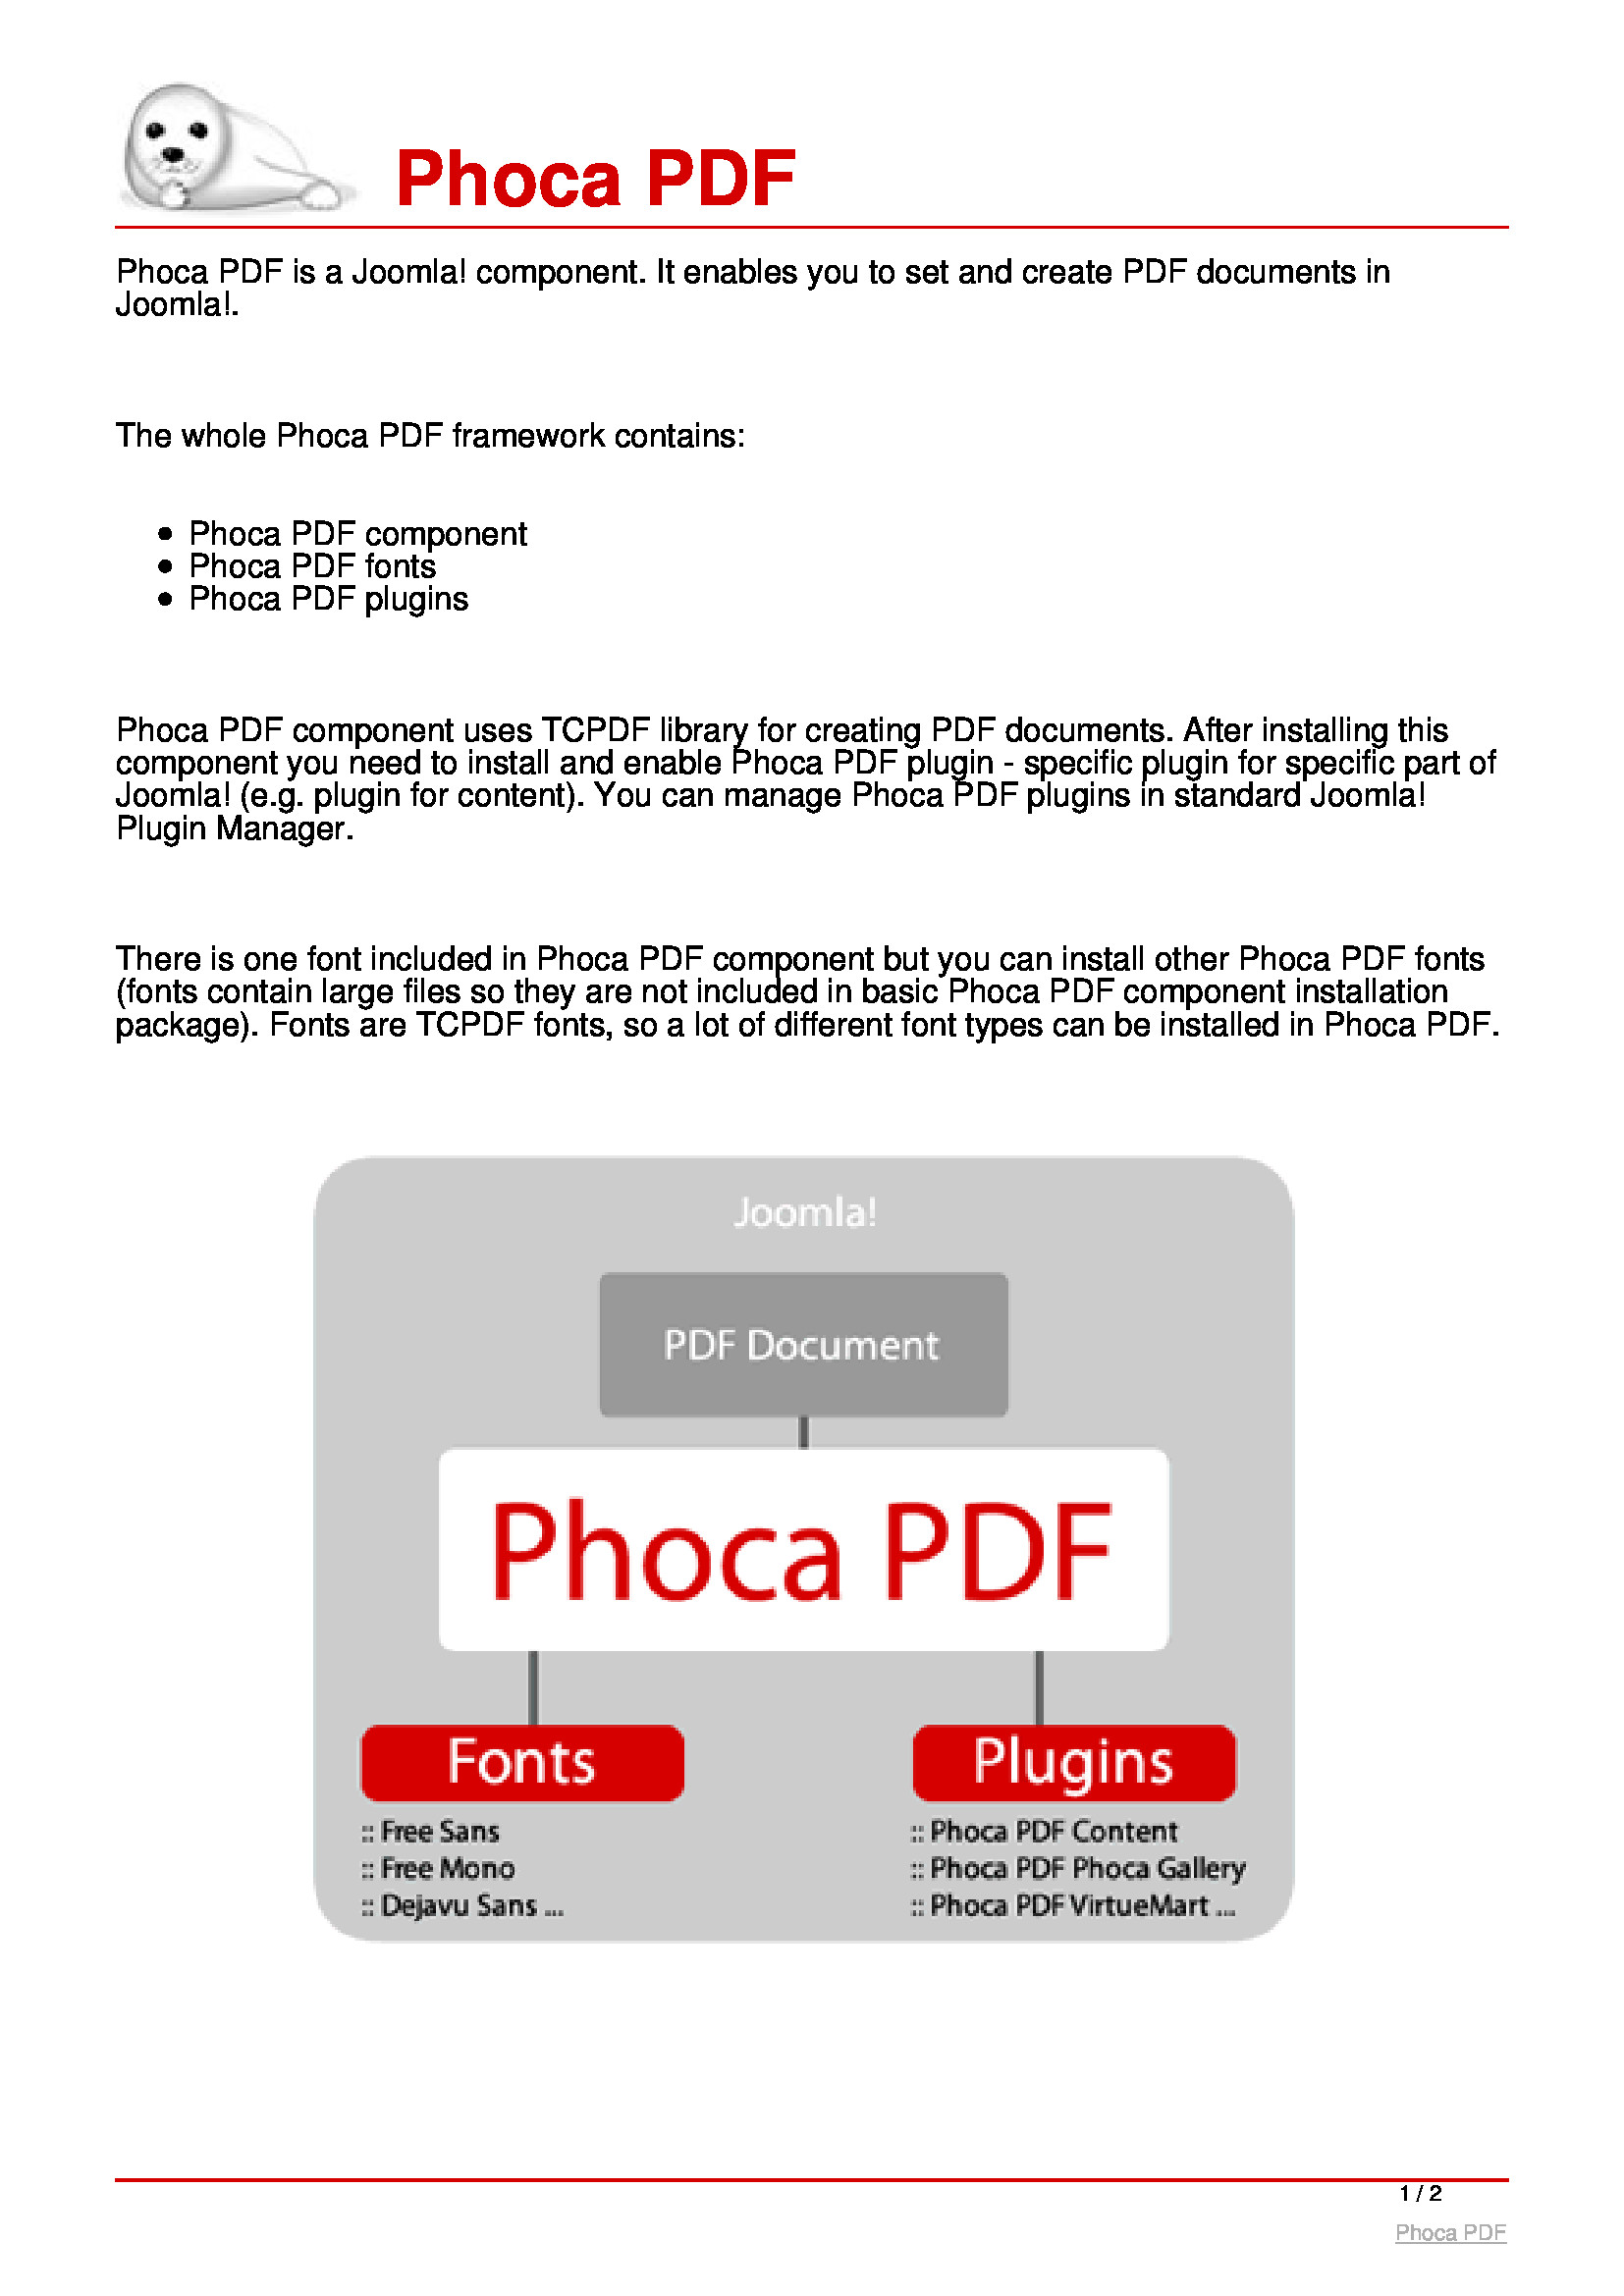 Phoca PDF
Phoca PDF is a Joomla! component. It enables you to set and create PDF documents in
Joomla!.
The whole Phoca PDF framework contains:
• Phoca PDF component
• Phoca PDF fonts
• Phoca PDF plugins
Phoca PDF component uses TCPDF library for creating PDF documents. After installing this
component you need to install and enable Phoca PDF plugin - specific plugin for specific part of
Joomla! (e.g. plugin for content). You can manage Phoca PDF plugins in standard Joomla!
Plugin Manager.
There is one font included in Phoca PDF component but you can install other Phoca PDF fonts
(fonts contain large files so they are not included in basic Phoca PDF component installation
package). Fonts are TCPDF fonts, so a lot of different font types can be installed in Phoca PDF.
Joomla!
PDF Document
Phoca PDF
Fonts
:: Free Sans
:: Free Mono
:: Dejavu Sans ...
Plugins
:: Phoca PDF Content
:: Phoca PDF Phoca Gallery
:: Phoca PDF VirtueMart ...
1 / 2
Phoca PDF